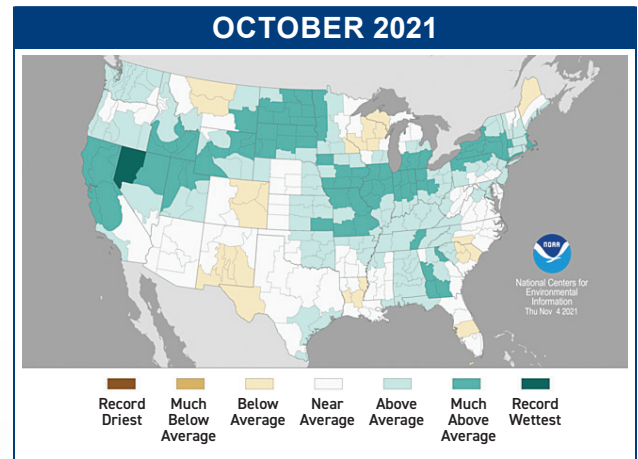 OCTOBER 2021
NOAA
National Centers for
Environmental
Information
Thu Nov 4 2021
Record
Driest
Much
Below
Average
Below
Average
Near
Average
Above
Average
Much
Above
Average
Record
Wettest